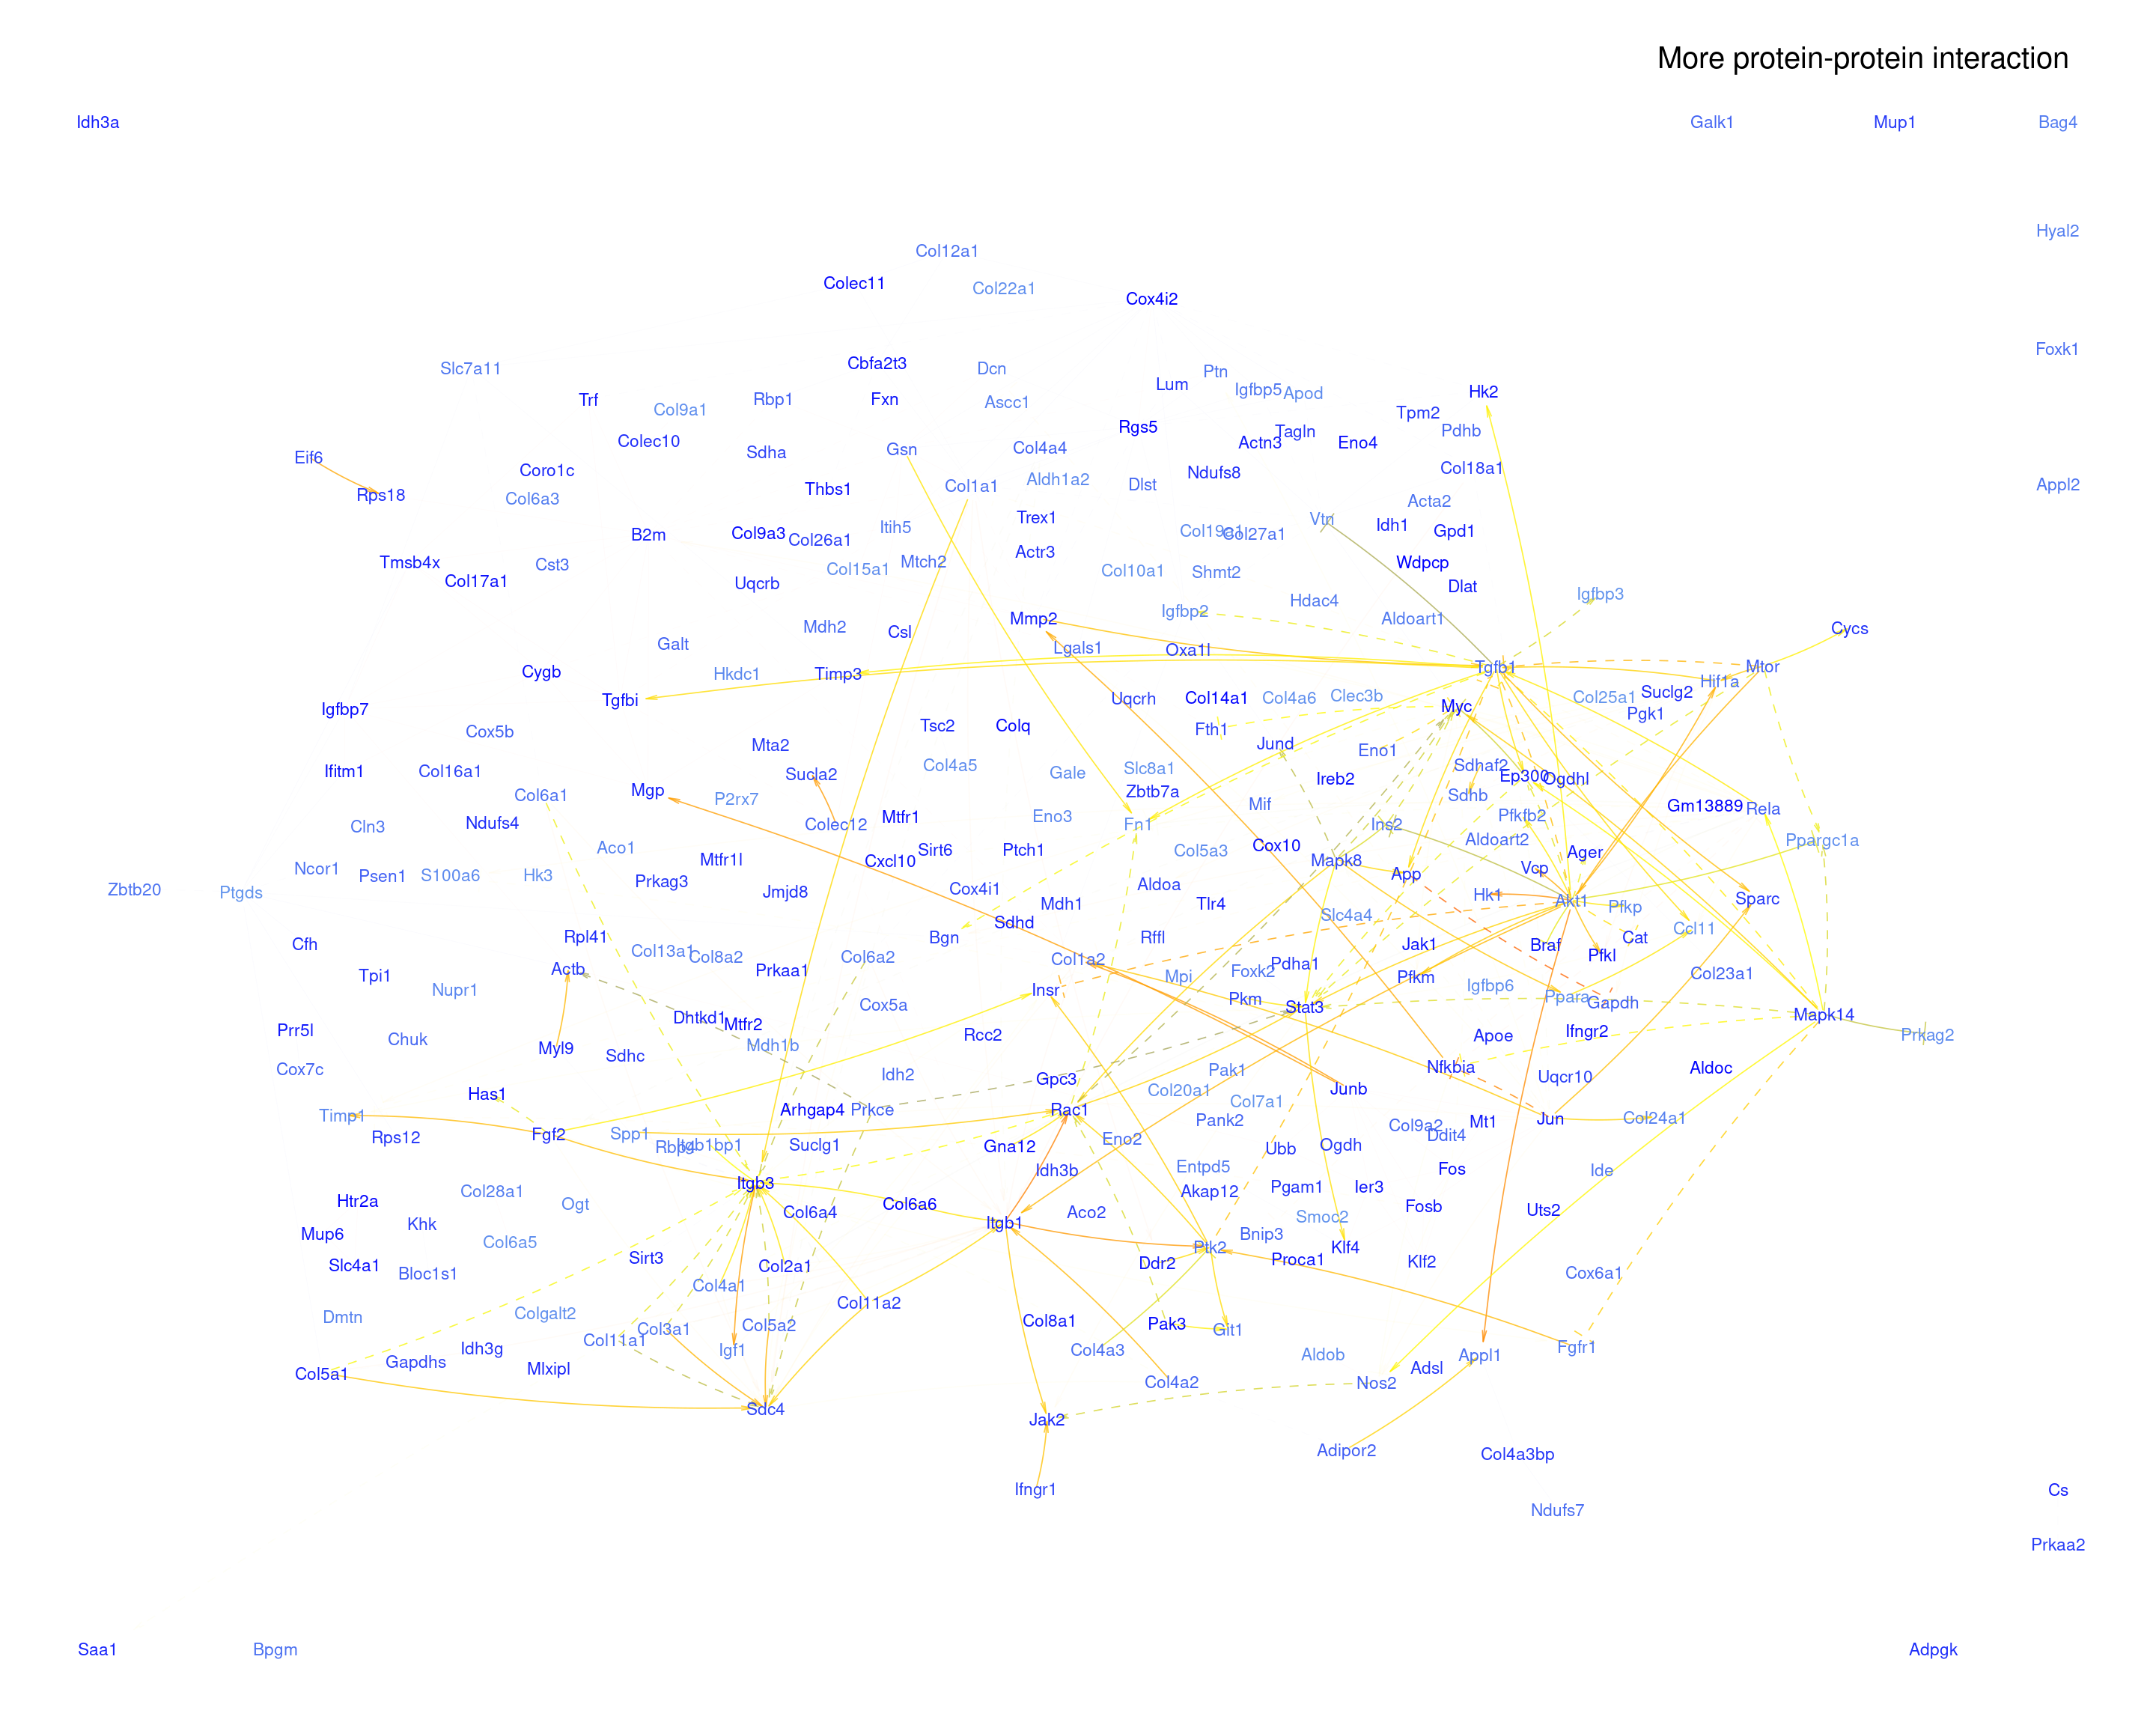 More protein-protein interaction
Idh3a
Galk1
Mup1
Bag4
Hyal2
Col12a1
Colec11
Col22a1
Cox4i2
Foxk1
Slc7a11
Cbfa2t3
Dcn
Ptn
Lum
Igfbp5
Apod
Hk2
Trf
Col9a1
Rbp1
Fxn
Ascc1
Tpm2
Rgs5
TagIn
Pdhb
Colec10
Sdha
Gsn
Col4a4
Actn3
Eno4
Eif6
Coro1c
Col18a1
Ndufs8
Aldh1a2
Dlst
Appl2
Col1a1
Thbs1
Rps18
Col6a3
Acta2
Trex1
Vtn
Itih5
Idh1
B2m
Col9a3
Col26a1
Col27a1
Gpd1
Actr3
Tmsb4x
Cst3
Col15a1
Mtch2
Col10a1
Shmt2
Wdpcp
Col17a1
Uqcrb
Dlat
Igfbp3
Hdac4
Igfbp2
Mmp2
Aldoart1
Mdh2
Csl
Cycs
Galt
Lgals1
Oxa1l
Cygb
Hkdc1
Timp3
Tgfb1
Mtor
Hif1a
Tgfbi
Uqcrh
Col14a1
Col4a6
Clec3b
Col25a1
Suclg2
Igfbp7
Myc
Pgk1
Cox5b
Tsc2
Colq
Fth1
Mta2
Jund
Eno1
Ifitm1
Col16a1
Sucla2
Col4a5
Gale
Slc8a1
Ireb2
Sdhaf2
Ep300
Ogdhl
Mgp
P2rx7
Zbtb7a
Col6a1
Sdhb
Mif
Gm13889
Rela
Cln3
Ndufs4
Colec12
Mtfr1
Eno3
Fn1
Ins2
Pfkfb2
Aco1
Cox10
Aldoart2
Ppargc1a
Mtfr1l
Cxcl10
Sirt6
Ptch1
Col5a3
Mapk8
Ager
Ncor1
Psen1
S100a6
Hk3
Prkag3
Vcp
App
Zbtb20
Ptgds
Jmjd8
Cox4i1
Aldoa
Hk1
Akt1
Sparc
Mdh1
Tlr4
Pfkp
Sdhd
Slc4a4
Ccl11
Cfh
Rpl41
Bgn
Rffl
Jak1
Braf
Cat
Col13a1
Col8a2
Col6a2
Col1a2
Pfkl
Actb
Prkaa1
Pdha1
Tpi1
Mpi
Foxk2
Pfkm
Col23a1
Nupr1
Insr
Igfbp6
Ppara
Gapdh
Cox5a
Pkm
Stat3
Dhtkd1
Mtfr2
Mapk14
Prr5l
Chuk
Rcc2
Apoe
Ifngr2
Prkag2
Myl9
Sdhc
Mdh1b
Cox7c
Idh2
Gpc3
Pak1
Nfkbia
Uqcr10
Aldoc
Has1
Col20a1
Junb
Timp1
Arhgap4
Prkce
Rac1
Col7a1
Pank2
Mt1
Jun
Col24a1
Rps12
Fgf2
Spp1
Col9a2
Ddit4
Rbp4
Itgb1bp1
Suclg1
Gna12
Eno2
Ubb
Ogdh
Idh3b
Entpd5
Fos
Ide
Itgb3
Col28a1
Akap12
Pgam1
Ier3
Htr2a
Ogt
Col6a4
Col6a6
Aco2
Fosb
Uts2
Khk
Itgb1
Smoc2
Mup6
Col6a5
Bnip3
Ptk2
Klf4
Slc4a1
Bloc1s1
Sirt3
Col2a1
Ddr2
Proca1
Klf2
Cox6a1
Col4a1
Col11a2
Dmtn
Colgalt2
Col8a1
Pak3
Git1
Col11a1
Col3a1
Col5a2
Idh3g
Igf1
Col4a3
Aldob
Appl1
Fgfr1
Gapdhs
Mlxipl
Adsl
Col5a1
Col4a2
Nos2
Sdc4
Jak2
Adipor2
Col4a3bp
Ifngr1
Cs
Ndufs7
Prkaa2
Saa1
Bpgm
Adpgk